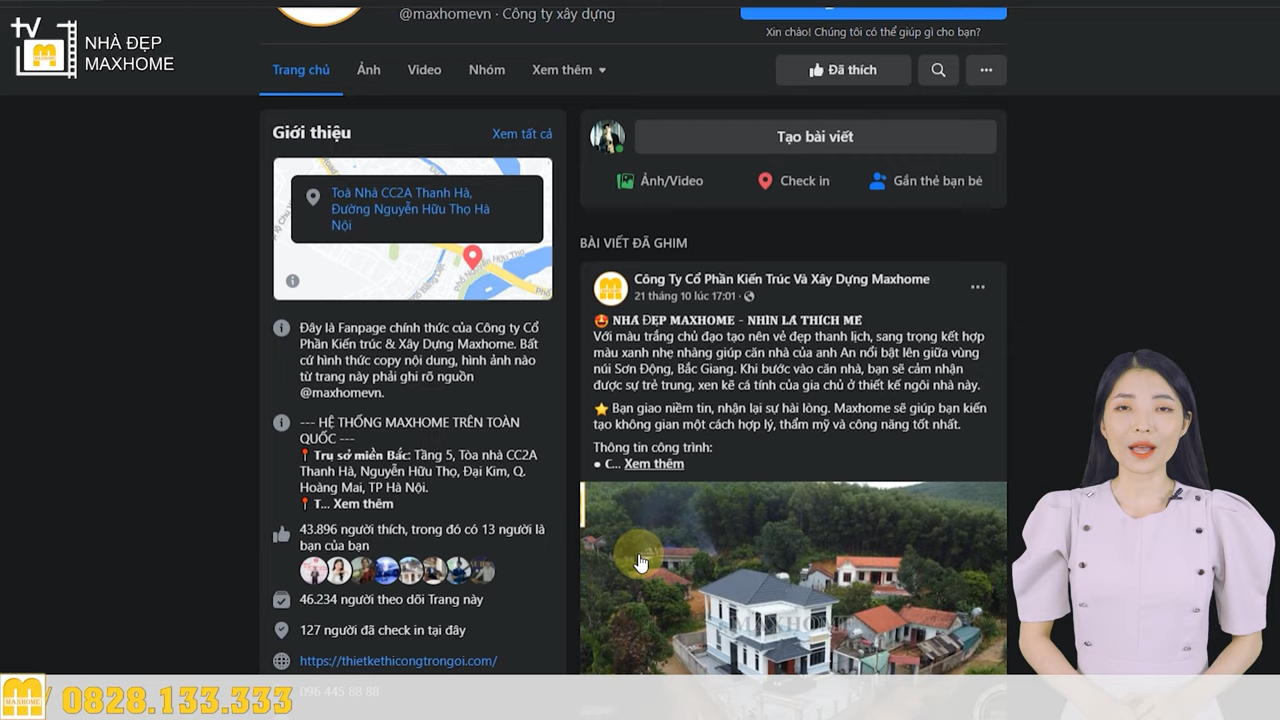 tv
NHÀ ĐẸP
MAXHOME
@maxhomevn · Công ty xây dựng
Xin chào! Chúng tôi có thể giúp gì cho bạn?
Trang chủ
Ảnh
Video
Nhóm
Xem thêm
Đã thích
Giới thiệu
Xem tất cả
Toà Nhà CC2A Thanh Hà,
Đường Nguyễn Hữu Thọ Hà
Nội
Đây là Fanpage chính thức của Công ty Cổ
Phần Kiến trúc & Xây Dựng Maxhome. Bất
cứ hình thức copy nội dung, hình ảnh nào
từ trang này phải ghi rõ nguồn
@maxhomevn.
--- HỆ THỐNG MAXHOME TRÊN TOÀN
QUỐC ---
Trụ sở miền Bắc: Tầng 5, Tòa nhà CC2A
Thanh Hà, Nguyễn Hữu Thọ, Đại Kim, Q.
Hoàng Mai, TP Hà Nội.
T... Xem thêm
43.896 người thích, trong đó có 13 người là
bạn của bạn
46.234 người theo dõi Trang này
127 người đã check in tại đây
https://thietkethicongtrongoi.com/
096 445 88 88
Tạo bài viết
Ảnh/Video
Check in
Gắn thẻ bạn bè
BÀI VIẾT ĐÃ GHIM
Công Ty Cổ Phần Kiến Trúc Và Xây Dựng Maxhome
21 tháng 10 lúc 17:01 ·
NHÀ ĐẸP MAXHOME - NHÌN LÀ THÍCH MÊ
Với màu trắng chủ đạo tạo nên vẻ đẹp thanh lịch, sang trọng kết hợp
màu xanh nhẹ nhàng giúp căn nhà của anh An nổi bật lên giữa vùng
núi Sơn Động, Bắc Giang. Khi bước vào căn nhà, bạn sẽ cảm nhận
được sự trẻ trung, xen kẽ cá tính của gia chủ ở thiết kế ngôi nhà này.
Bạn giao niềm tin, nhận lại sự hài lòng. Maxhome sẽ giúp bạn kiến
tạo không gian một cách hợp lý, thẩm mỹ và công năng tốt nhất.
Thông tin công trình:
● C... Xem thêm
MAXHOME
MAXHOME
0828.133.333